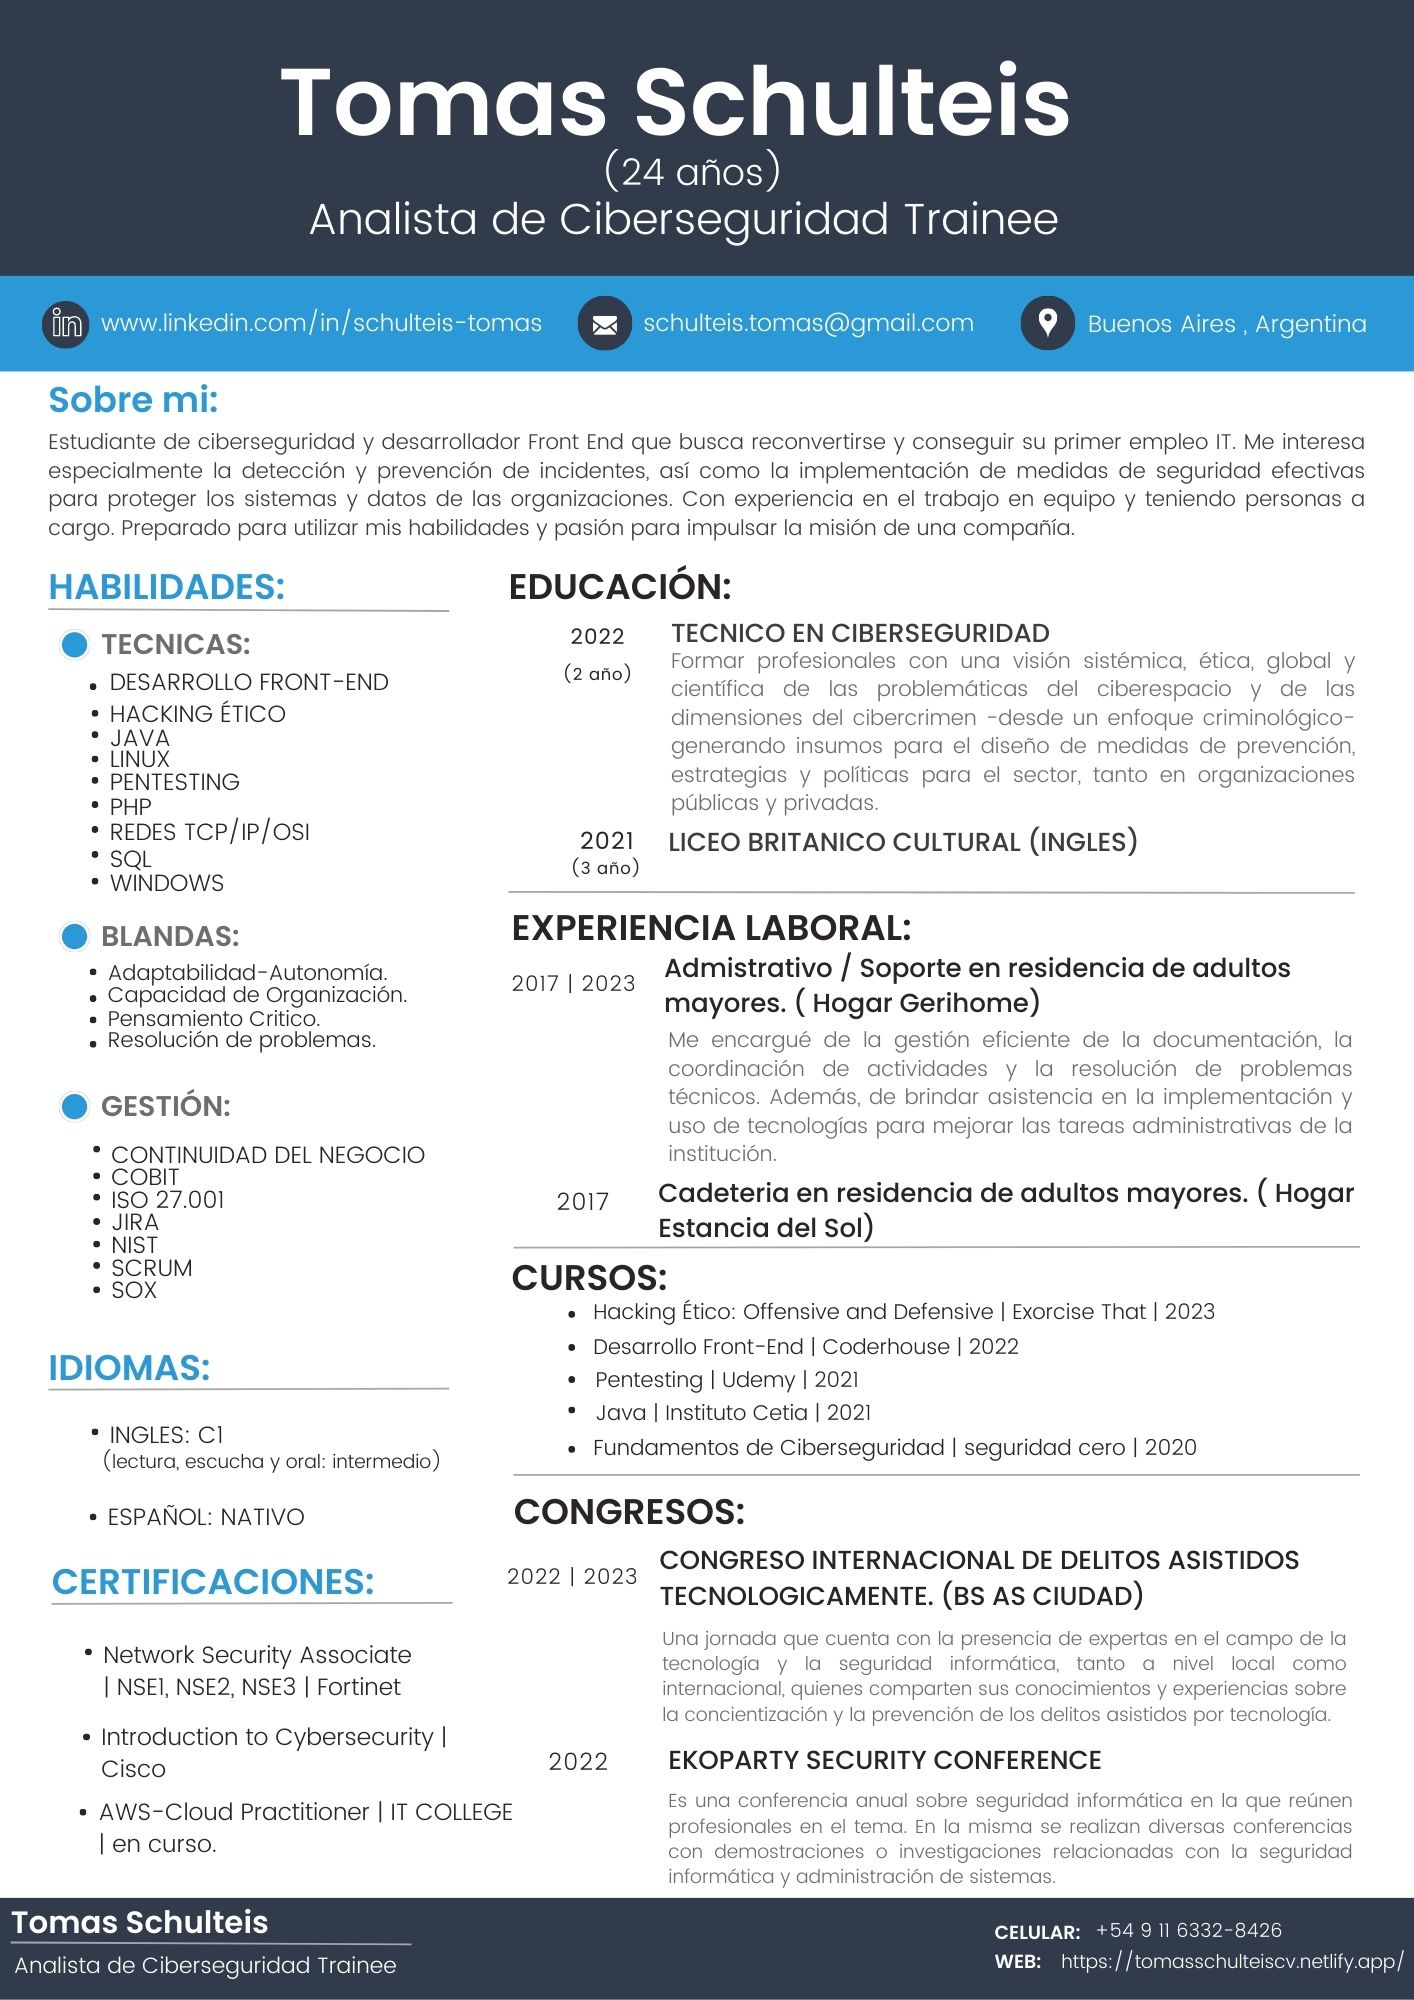 Tomas Schulteis
(24 años)
Analista de Ciberseguridad Trainee
www.linkedin.com/in/schulteis-tomas
schulteis.tomas@gmail.com
Buenos Aires , Argentina
Sobre mi:
Estudiante de ciberseguridad y desarrollador Front End que busca reconvertirse y conseguir su primer empleo IT. Me interesa
especialmente la detección y prevención de incidentes, así como la implementación de medidas de seguridad efectivas
para proteger los sistemas y datos de las organizaciones. Con experiencia en el trabajo en equipo y teniendo personas a
cargo. Preparado para utilizar mis habilidades y pasión para impulsar la misión de una compañía.
HABILIDADES:
TECNICAS:
• DESARROLLO FRONT-END
• HACKING ÉTICO
• JAVA
• LINUX
• PENTESTING
• PHP
• REDES TCP/IP/OSI
• SQL
• WINDOWS
BLANDAS:
• Adaptabilidad-Autonomía.
• Capacidad de Organización.
• Pensamiento Critico.
• Resolución de problemas.
GESTIÓN:
• CONTINUIDAD DEL NEGOCIO
• COBIT
• ISO 27.001
• JIRA
• NIST
• SCRUM
• SOX
IDIOMAS:
• INGLES: C1
(lectura, escucha y oral: intermedio)
• ESPAÑOL: NATIVO
CERTIFICACIONES:
• Network Security Associate
| NSE1, NSE2, NSE3 | Fortinet
• Introduction to Cybersecurity |
Cisco
• AWS-Cloud Practitioner | IT COLLEGE
| en curso.
EDUCACIÓN:
2022
(2 año)
TECNICO EN CIBERSEGURIDAD
Formar profesionales con una visión sistémica, ética, global y
científica de las problemáticas del ciberespacio y de las
dimensiones del cibercrimen -desde un enfoque criminológico-
generando insumos para el diseño de medidas de prevención,
estrategias y políticas para el sector, tanto en organizaciones
públicas y privadas.
2021
(3 año)
LICEO BRITANICO CULTURAL (INGLES)
EXPERIENCIA LABORAL:
2017 | 2023
Admistrativo / Soporte en residencia de adultos
mayores. ( Hogar Gerihome)
Me encargué de la gestión eficiente de la documentación, la
coordinación de actividades y la resolución de problemas
técnicos. Además, de brindar asistencia en la implementación y
uso de tecnologías para mejorar las tareas administrativas de la
institución.
2017
Cadeteria en residencia de adultos mayores. ( Hogar
Estancia del Sol)
CURSOS:
• Hacking Ético: Offensive and Defensive | Exorcise That | 2023
• Desarrollo Front-End | Coderhouse | 2022
• Pentesting | Udemy | 2021
• Java | Instituto Cetia | 2021
• Fundamentos de Ciberseguridad | seguridad cero | 2020
CONGRESOS:
2022 | 2023
CONGRESO INTERNACIONAL DE DELITOS ASISTIDOS
TECNOLOGICAMENTE. (BS AS CIUDAD)
Una jornada que cuenta con la presencia de expertas en el campo de la
tecnología y la seguridad informática, tanto a nivel local como
internacional, quienes comparten sus conocimientos y experiencias sobre
la concientización y la prevención de los delitos asistidos por tecnología.
2022
EKOPARTY SECURITY CONFERENCE
Es una conferencia anual sobre seguridad informática en la que reúnen
profesionales en el tema. En la misma se realizan diversas conferencias
con demostraciones o investigaciones relacionadas con la seguridad
informática y administración de sistemas.
Tomas Schulteis
Analista de Ciberseguridad Trainee
CELULAR: +54 9 11 6332-8426
WEB: https://tomasschulteiscv.netlify.app/